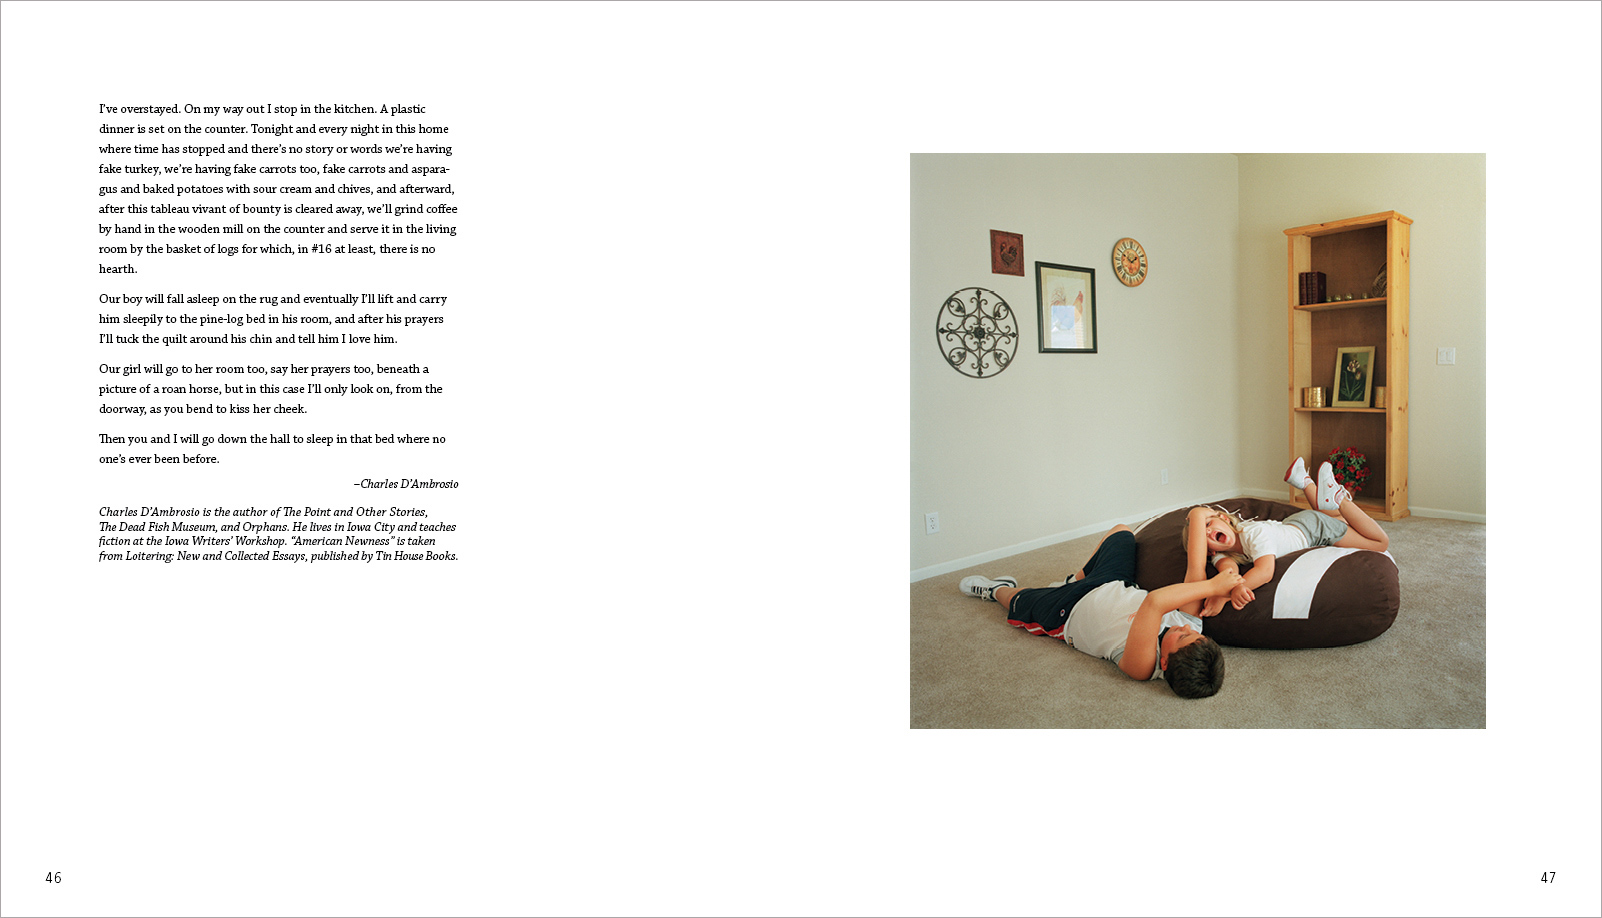 I've overstayed. On my way out I stop in the kitchen. A plastic
dinner is set on the counter. Tonight and every night in this home
where time has stopped and there's no story or words we're having
fake turkey, we're having fake carrots too, fake carrots and aspara-
gus and baked potatoes with sour cream and chives, and afterward,
after this tableau vivant of bounty is cleared away, we'll grind coffee
by hand in the wooden mill on the counter and serve it in the living
room by the basket of logs for which, in #16 at least, there is no
hearth.
Our boy will fall asleep on the rug and eventually I'll lift and carry
him sleepily to the pine-log bed in his room, and after his prayers
I'll tuck the quilt around his chin and tell him I love him.
Our girl will go to her room too, say her prayers too, beneath a
picture of a roan horse, but in this case I'll only look on, from the
doorway, as you bend to kiss her cheek.
Then you and I will go down the hall to sleep in that bed where no
one's ever been before.
–Charles D'Ambrosio
Charles D'Ambrosio is the author of The Point and Other Stories,
The Dead Fish Museum, and Orphans. He lives in Iowa City and teaches
fiction at the Iowa Writers' Workshop. “American Newness” is taken
from Loitering: New and Collected Essays, published by Tin House Books.
46
47